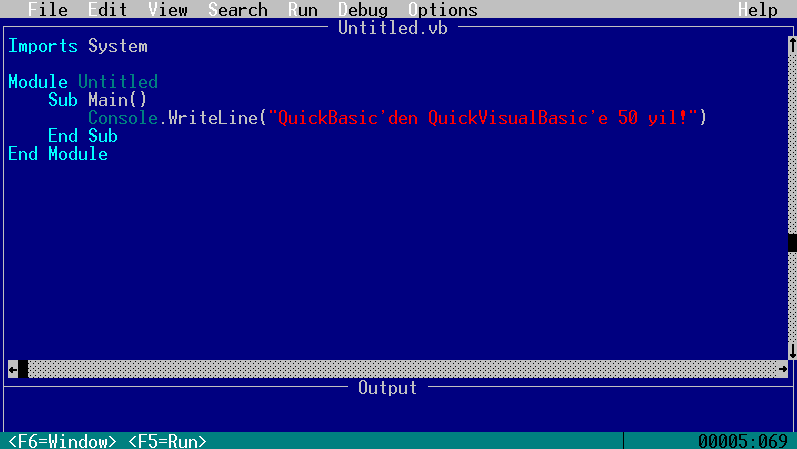 File Edit View Search Run Debug Options Help
Untitled.vb
Imports System
Module Untitled
Sub Main()
Console.WriteLine("QuickBasic'den QuickVisualBasic'e 50 yil!")
End Sub
End Module
Output
<F6=Window> <F5=Run> 00005:069